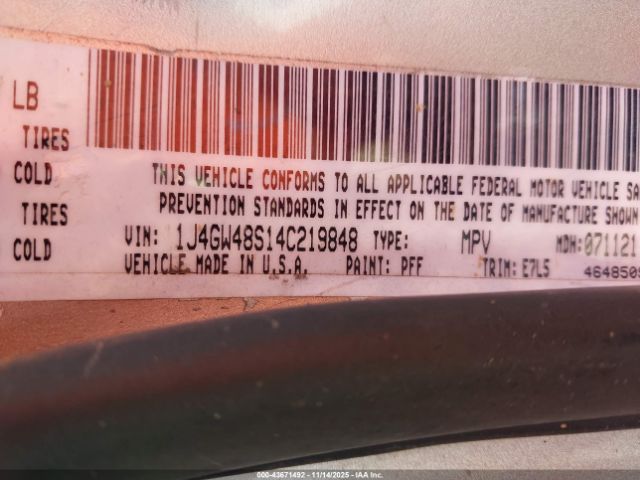 LB
TIRES
COLD
TIRES
COLD
THIS VEHICLE CONFORMS TO ALL APPLICABLE FEDERAL MOTOR VEHICLE SA
PREVENTION STANDARDS IN EFFECT ON THE DATE OF MANUFACTURE SHOWN
VIN: 1J4GW48S14C219848 TYPE: MPV MDH: 071121
VEHICLE MADE IN U.S.A. PAINT: PFF TRIM: E7L5 4648509
000-43671492 - 11/14/2025 - IAA Inc.